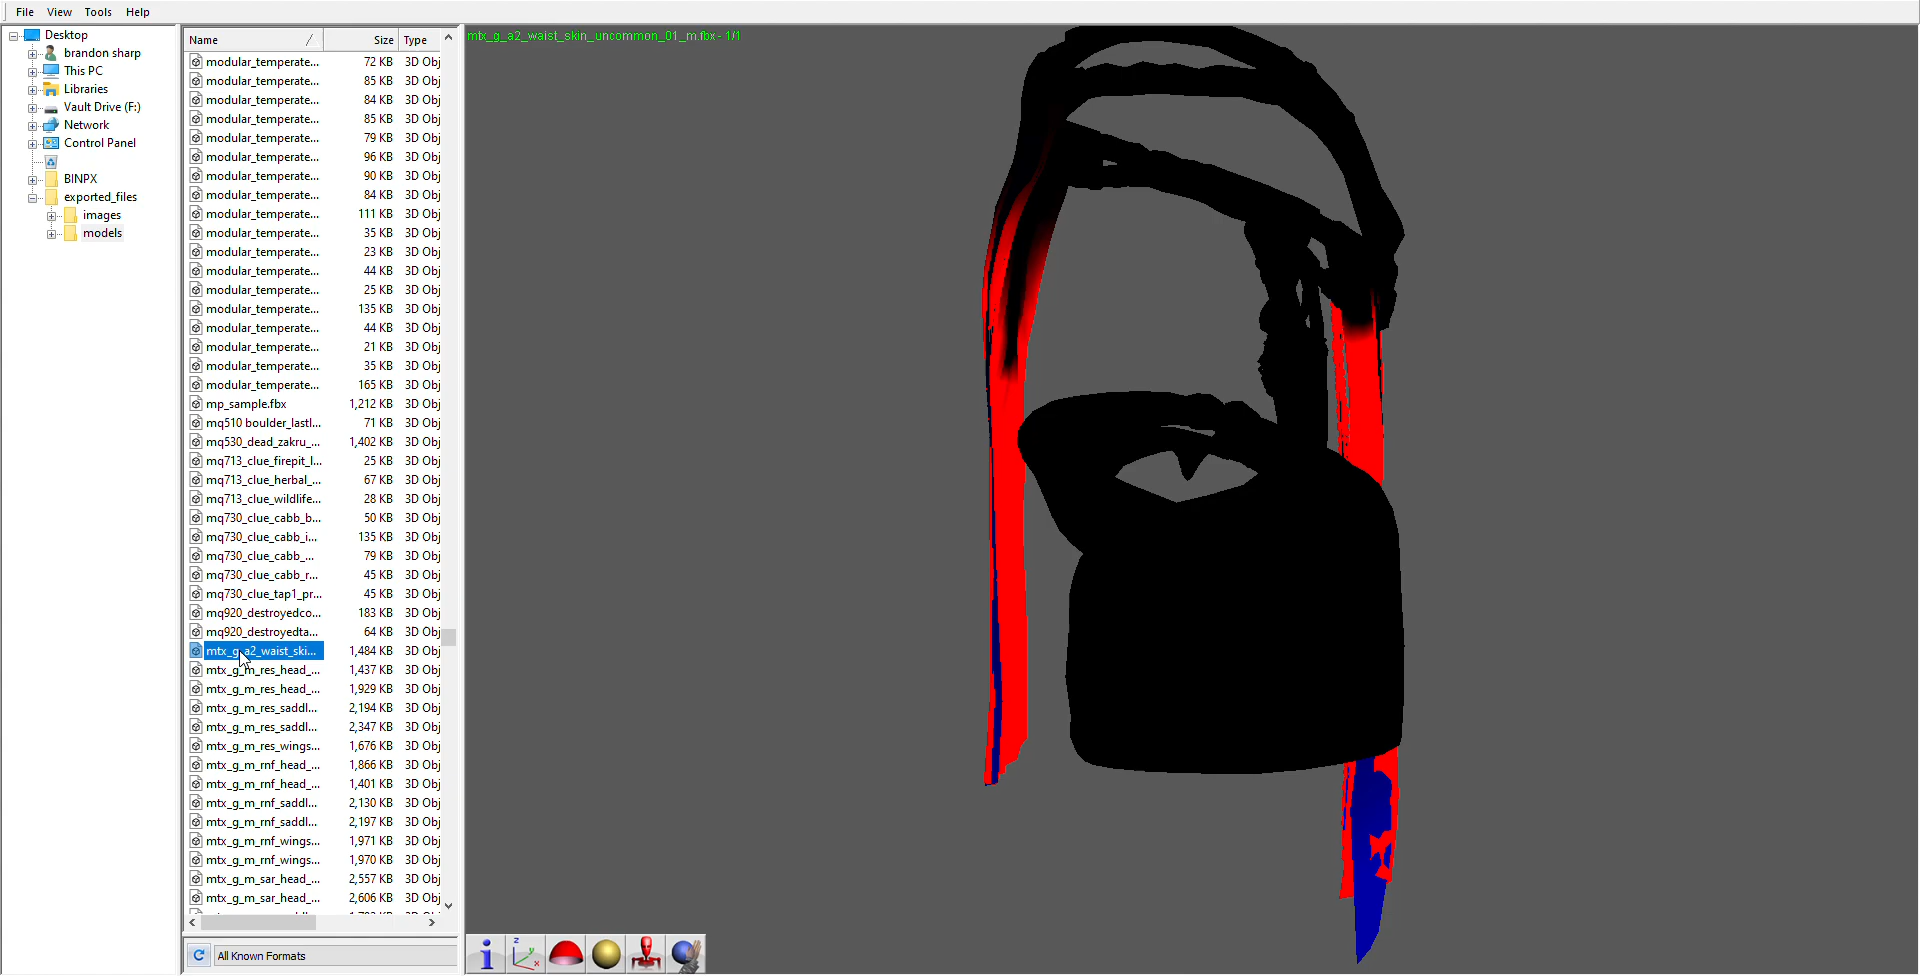 File View Tools Help
Desktop
brandon sharp
This PC
Libraries
Vault Drive (F:)
Network
Control Panel
BINPX
exported_files
images
models
Name Size Type
modular_temperate... 72 KB 3D Obj
modular_temperate... 85 KB 3D Obj
modular_temperate... 84 KB 3D Obj
modular_temperate... 85 KB 3D Obj
modular_temperate... 79 KB 3D Obj
modular_temperate... 96 KB 3D Obj
modular_temperate... 90 KB 3D Obj
modular_temperate... 84 KB 3D Obj
modular_temperate... 111 KB 3D Obj
modular_temperate... 35 KB 3D Obj
modular_temperate... 23 KB 3D Obj
modular_temperate... 44 KB 3D Obj
modular_temperate... 25 KB 3D Obj
modular_temperate... 135 KB 3D Obj
modular_temperate... 44 KB 3D Obj
modular_temperate... 21 KB 3D Obj
modular_temperate... 35 KB 3D Obj
modular_temperate... 165 KB 3D Obj
mp_sample.fbx 1,212 KB 3D Obj
mq510 boulder_lastl... 71 KB 3D Obj
mq530_dead_zakru_... 1,402 KB 3D Obj
mq713_clue_firepit_l... 25 KB 3D Obj
mq713_clue_herbal_... 67 KB 3D Obj
mq713_clue_wildlife... 28 KB 3D Obj
mq730_clue_cabb_b... 50 KB 3D Obj
mq730_clue_cabb_i... 135 KB 3D Obj
mq730_clue_cabb_... 79 KB 3D Obj
mq730_clue_cabb_r... 45 KB 3D Obj
mq730_clue_tap1_pr... 45 KB 3D Obj
mq920_destroyedco... 183 KB 3D Obj
mq920_destroyedta... 64 KB 3D Obj
mtx_g_a2_waist_ski... 1,484 KB 3D Obj
mtx_g_m_res_head_... 1,437 KB 3D Obj
mtx_g_m_res_head_... 1,929 KB 3D Obj
mtx_g_m_res_saddl... 2,194 KB 3D Obj
mtx_g_m_res_saddl... 2,347 KB 3D Obj
mtx_g_m_res_wings... 1,676 KB 3D Obj
mtx_g_m_rnf_head_... 1,866 KB 3D Obj
mtx_g_m_rnf_head_... 1,401 KB 3D Obj
mtx_g_m_rnf_saddl... 2,130 KB 3D Obj
mtx_g_m_rnf_saddl... 2,197 KB 3D Obj
mtx_g_m_rnf_wings... 1,971 KB 3D Obj
mtx_g_m_rnf_wings... 1,970 KB 3D Obj
mtx_g_m_sar_head_... 2,557 KB 3D Obj
mtx_g_m_sar_head_... 2,606 KB 3D Obj
All Known Formats
mtx_g_a2_waist_skin_uncommon_01_m.fbx - 1/1
z y x